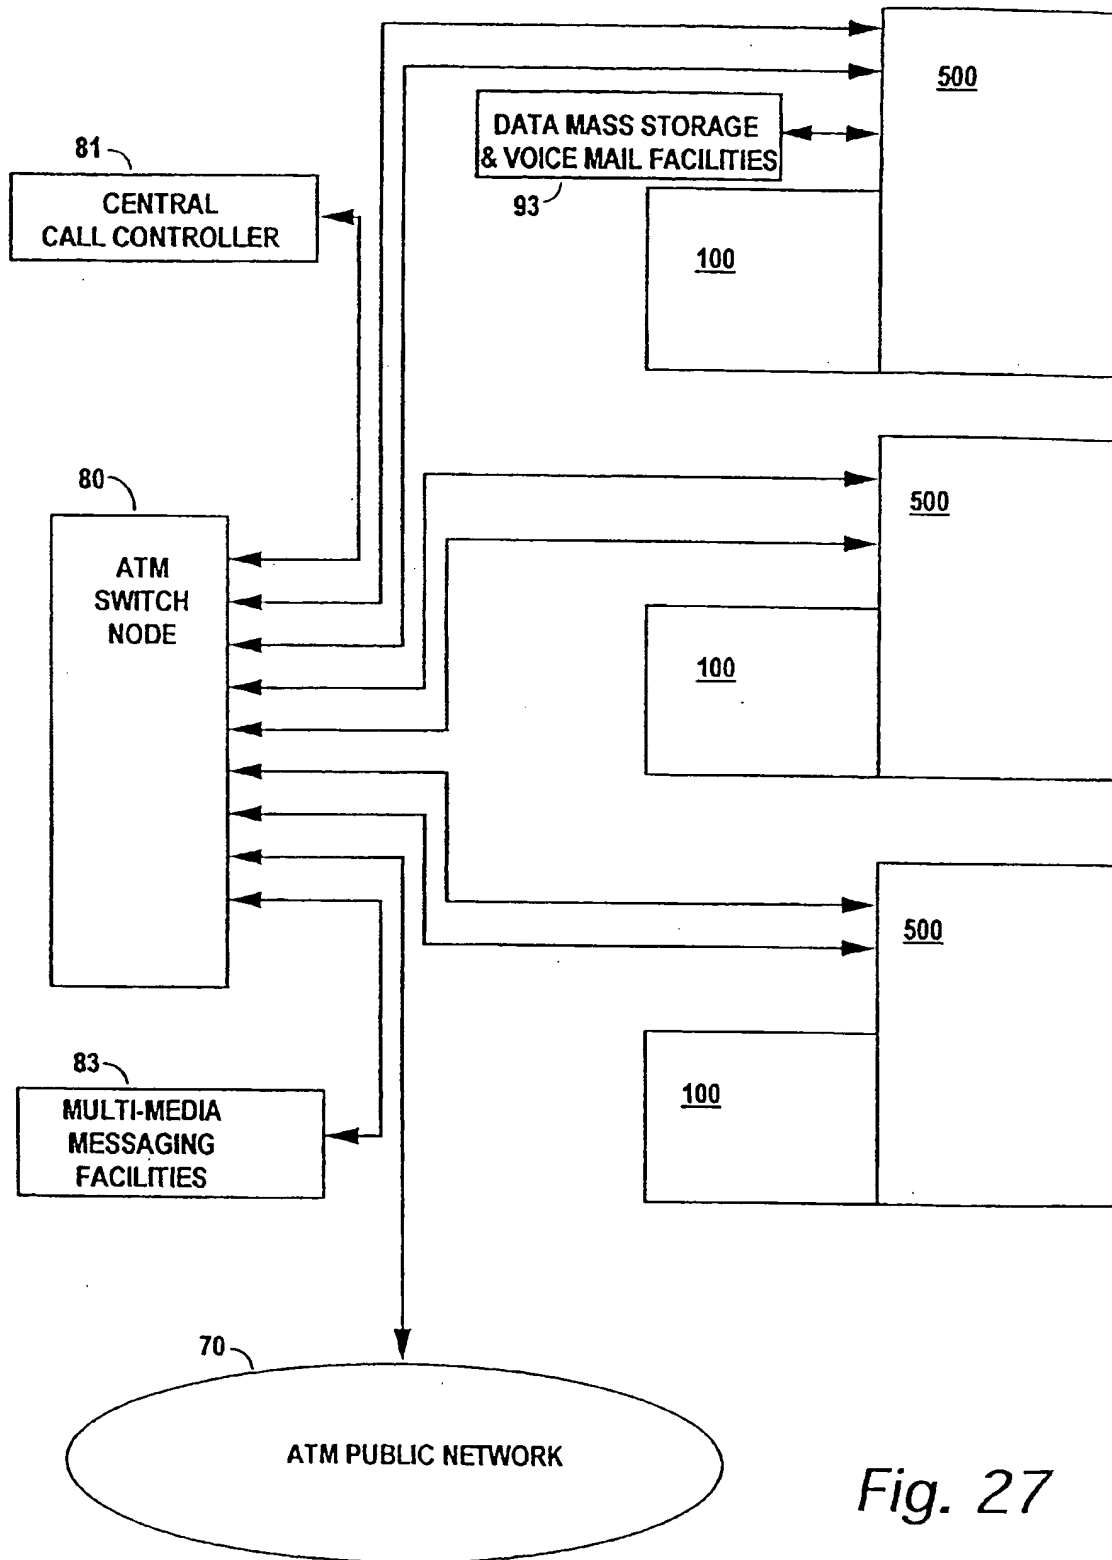 500
DATA MASS STORAGE
& VOICE MAIL FACILITIES
93
81
CENTRAL
CALL CONTROLLER
100
80
ATM
SWITCH
NODE
500
100
500
83
MULTI-MEDIA
MESSAGING
FACILITIES
100
70
ATM PUBLIC NETWORK
Fig. 27